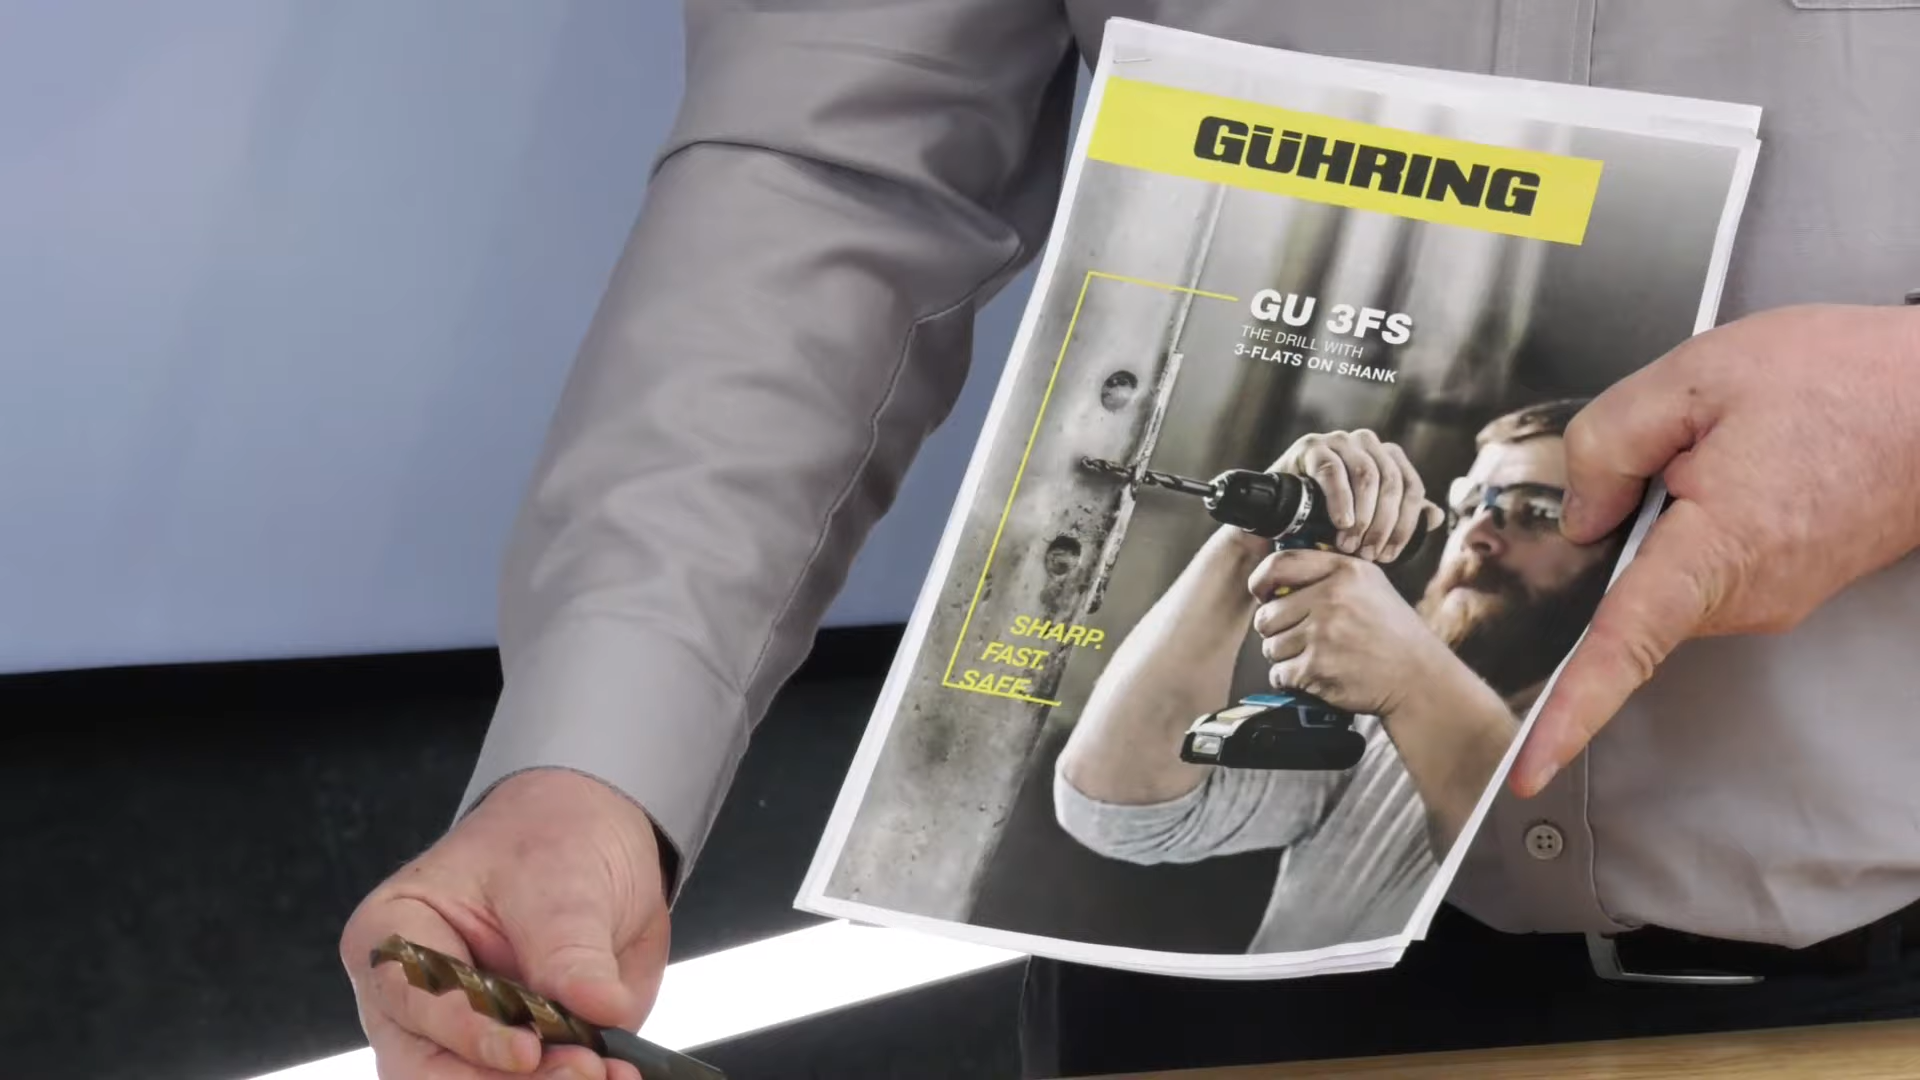 GÜHRING
GU 3FS
THE DRILL WITH
3-FLATS ON SHANK
SHARP.
FAST.
SAFE.